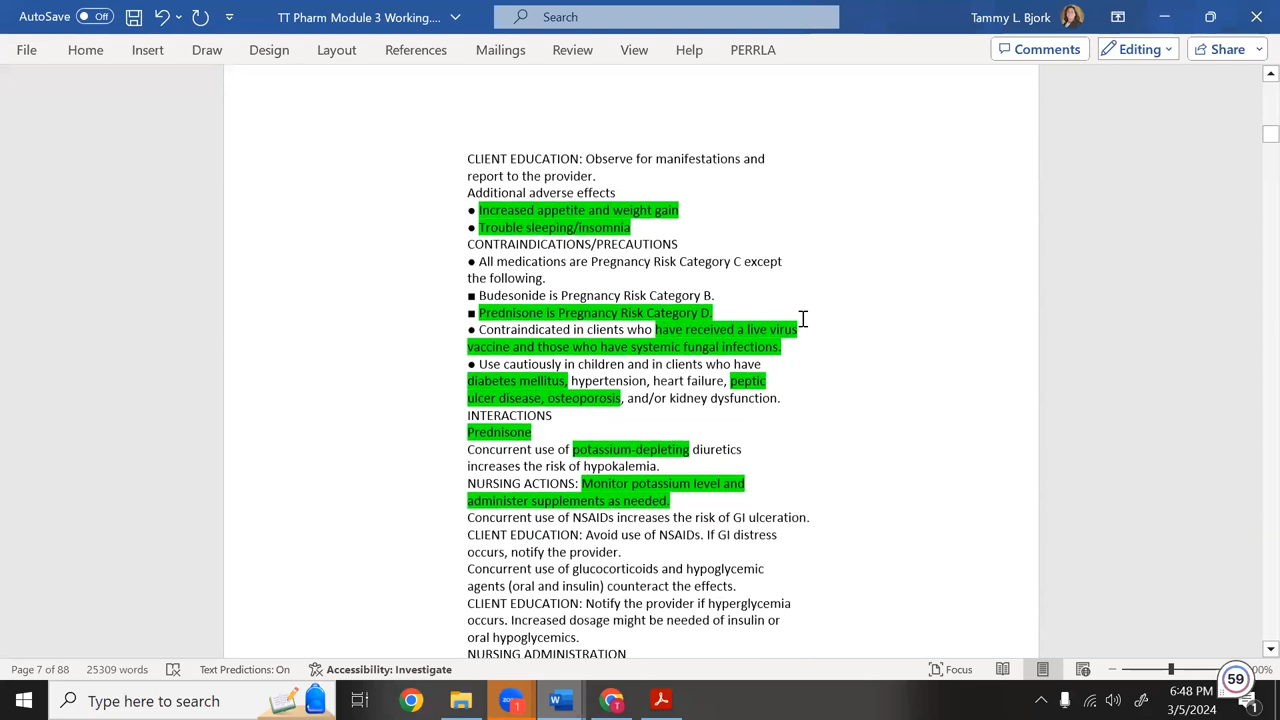 AutoSave Off TT Pharm Module 3 Working.... Search Tammy L. Bjork
File Home Insert Draw Design Layout References Mailings Review View Help PERRLA Comments Editing Share
CLIENT EDUCATION: Observe for manifestations and
report to the provider.
Additional adverse effects
● Increased appetite and weight gain
● Trouble sleeping/insomnia
CONTRAINDICATIONS/PRECAUTIONS
● All medications are Pregnancy Risk Category C except
the following.
■ Budesonide is Pregnancy Risk Category B.
■ Prednisone is Pregnancy Risk Category D.
● Contraindicated in clients who have received a live virus
vaccine and those who have systemic fungal infections.
● Use cautiously in children and in clients who have
diabetes mellitus, hypertension, heart failure, peptic
ulcer disease, osteoporosis, and/or kidney dysfunction.
INTERACTIONS
Prednisone
Concurrent use of potassium-depleting diuretics
increases the risk of hypokalemia.
NURSING ACTIONS: Monitor potassium level and
administer supplements as needed.
Concurrent use of NSAIDs increases the risk of GI ulceration.
CLIENT EDUCATION: Avoid use of NSAIDs. If GI distress
occurs, notify the provider.
Concurrent use of glucocorticoids and hypoglycemic
agents (oral and insulin) counteract the effects.
CLIENT EDUCATION: Notify the provider if hyperglycemia
occurs. Increased dosage might be needed of insulin or
oral hypoglycemics.
NURSING ADMINISTRATION
Page 7 of 88 25309 words Text Predictions: On Accessibility: Investigate Focus 59
Type here to search 6:48 PM
3/5/2024